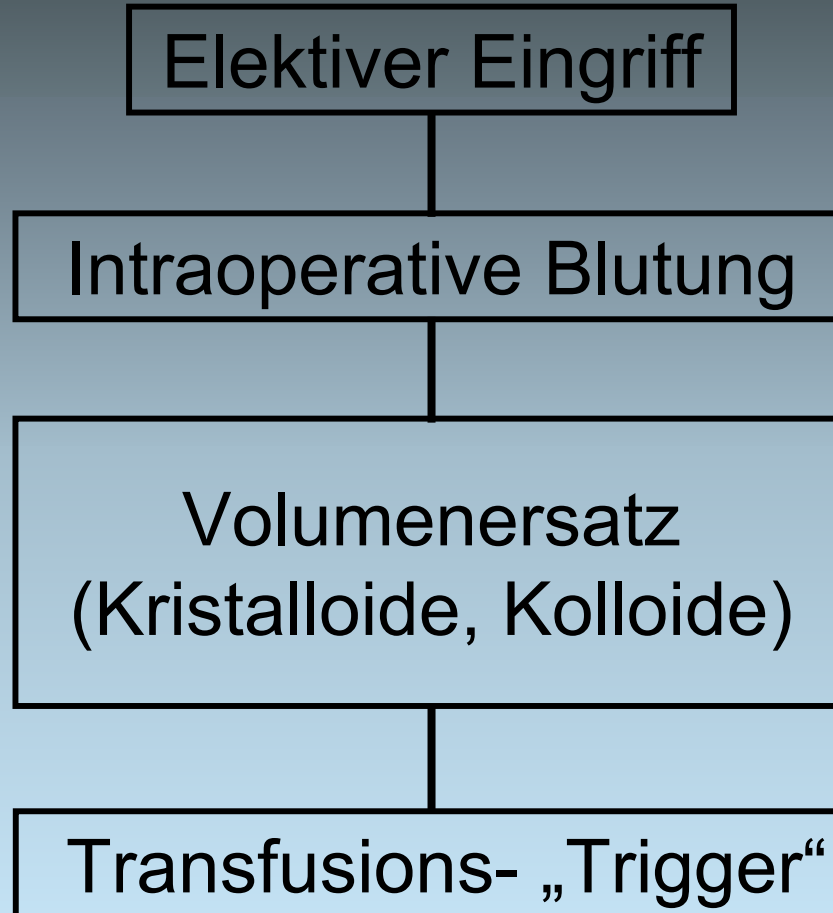 Elektiver Eingriff
Intraoperative Blutung
Volumenersatz
(Kristalloide, Kolloide)
Transfusions- „Trigger“